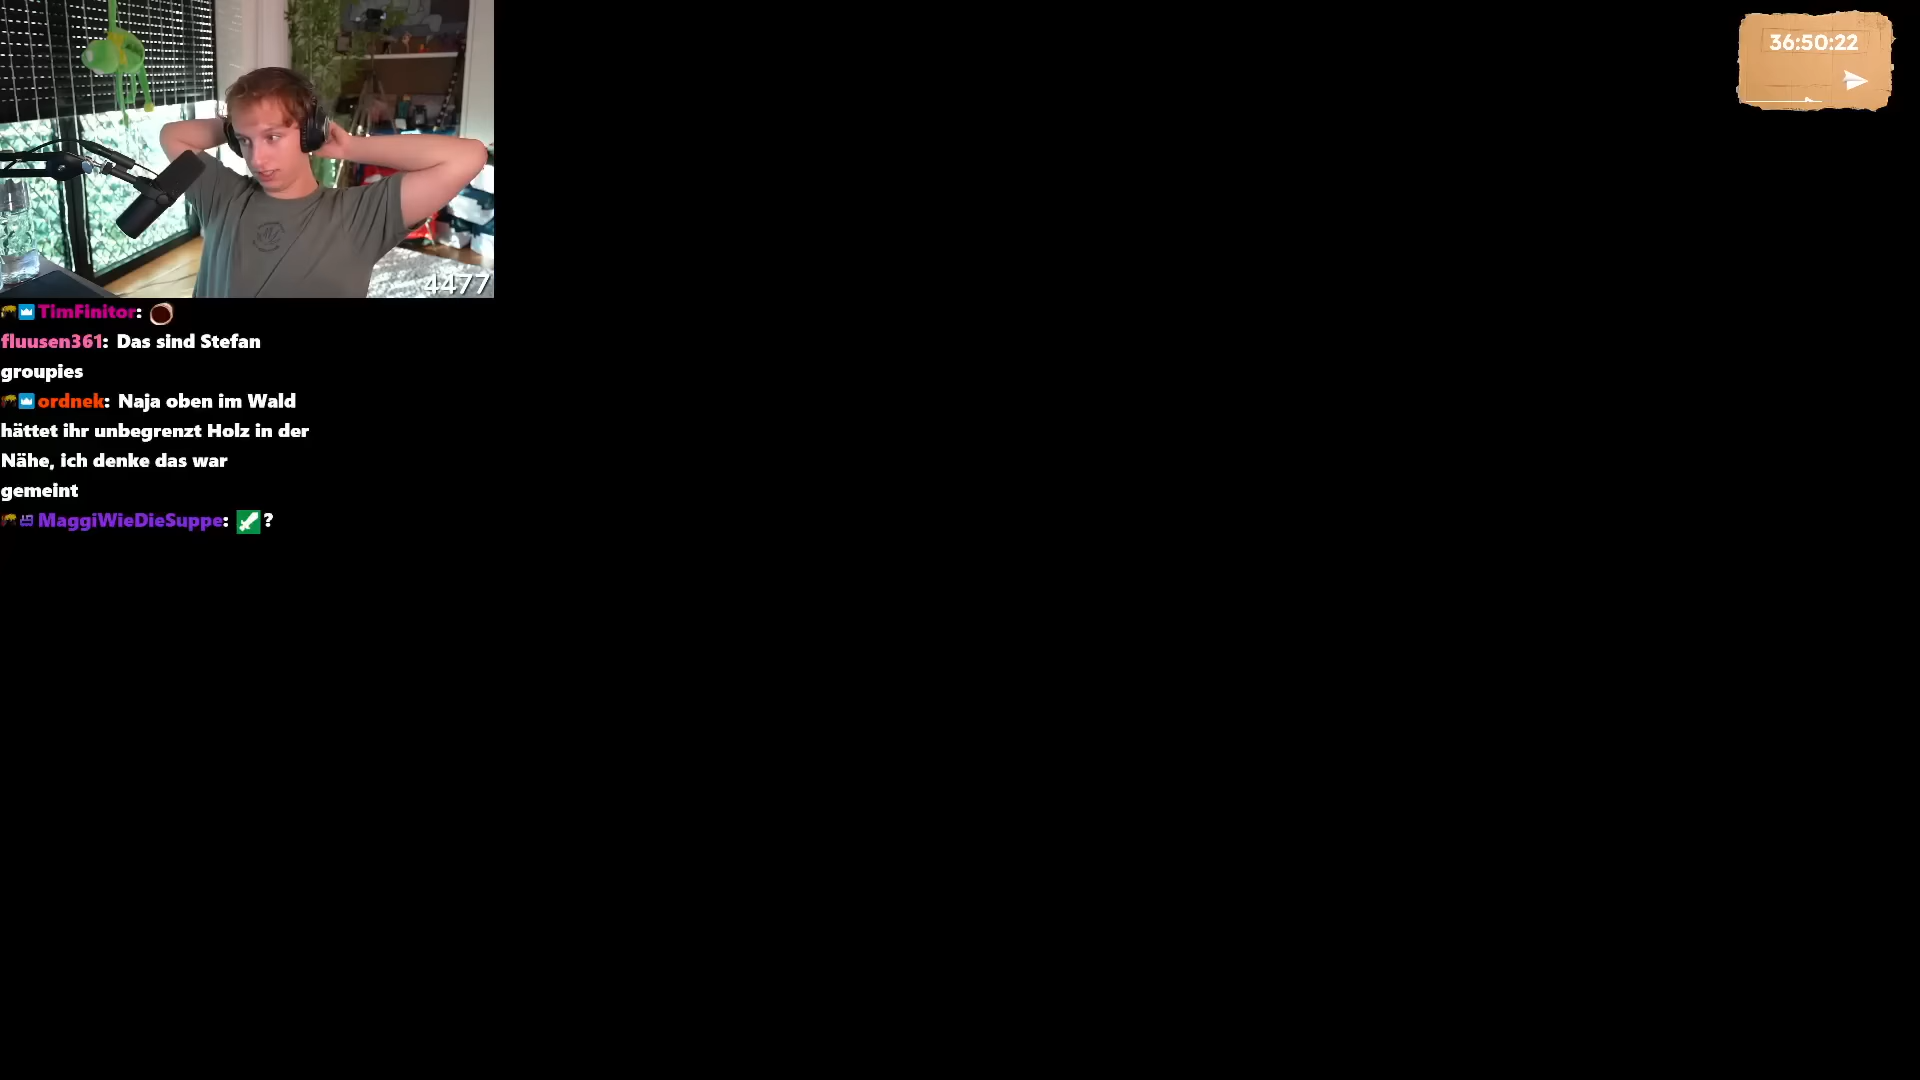 36:50:22
4477
TimFinitor:
fluusen361: Das sind Stefan
groupies
ordnek: Naja oben im Wald
hättet ihr unbegrenzt Holz in der
Nähe, ich denke das war
gemeint
MaggiWieDieSuppe: ?